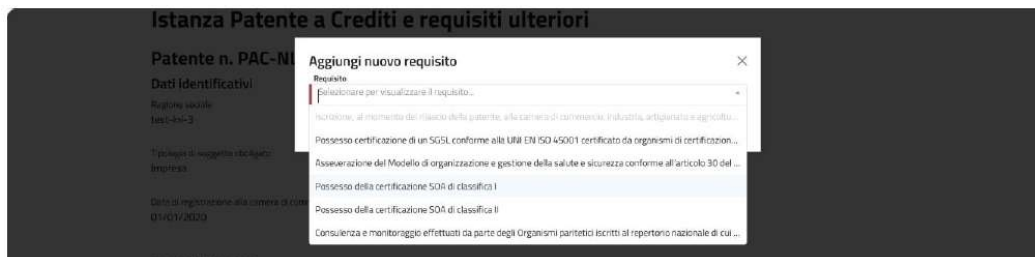 Istanza Patente a Crediti e requisiti ulteriori
Patente n. PAC-NL
Dati identificativi
Ragione sociale
test-knl-3
Tipologia di soggetto obbligato
Impresa
Data di registrazione alla camera di com
01/01/2020
Aggiungi nuovo requisito
Requisito
Selezionare per visualizzare il requisito...
Iscrizione, al momento del rilascio della patente, alla camera di commercio, industria, artigianato e agricoltu...
Possesso certificazione di un SGSL conforme alla UNI EN ISO 45001 certificato da organismi di certificazion...
Asseverazione del Modello di organizzazione e gestione della salute e sicurezza conforme all'articolo 30 del ...
Possesso della certificazione SOA di classifica I
Possesso della certificazione SOA di classifica II
Consulenza e monitoraggio effettuati da parte degli Organismi paritetici iscritti al repertorio nazionale di cui ...